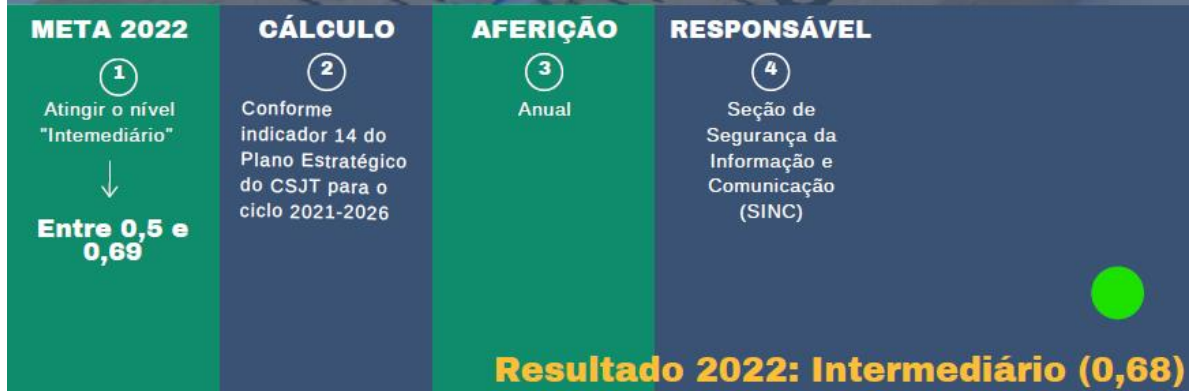 META 2022
1
Atingir o nível
"Intemediário"
Entre 0,5 e
0,69
CÁLCULO
2
Conforme
indicador 14 do
Plano Estratégico
do CSJT para o
ciclo 2021-2026
AFERIÇÃO
3
Anual
RESPONSÁVEL
4
Seção de
Segurança da
Informação e
Comunicação
(SINC)
Resultado 2022: Intermediário (0,68)